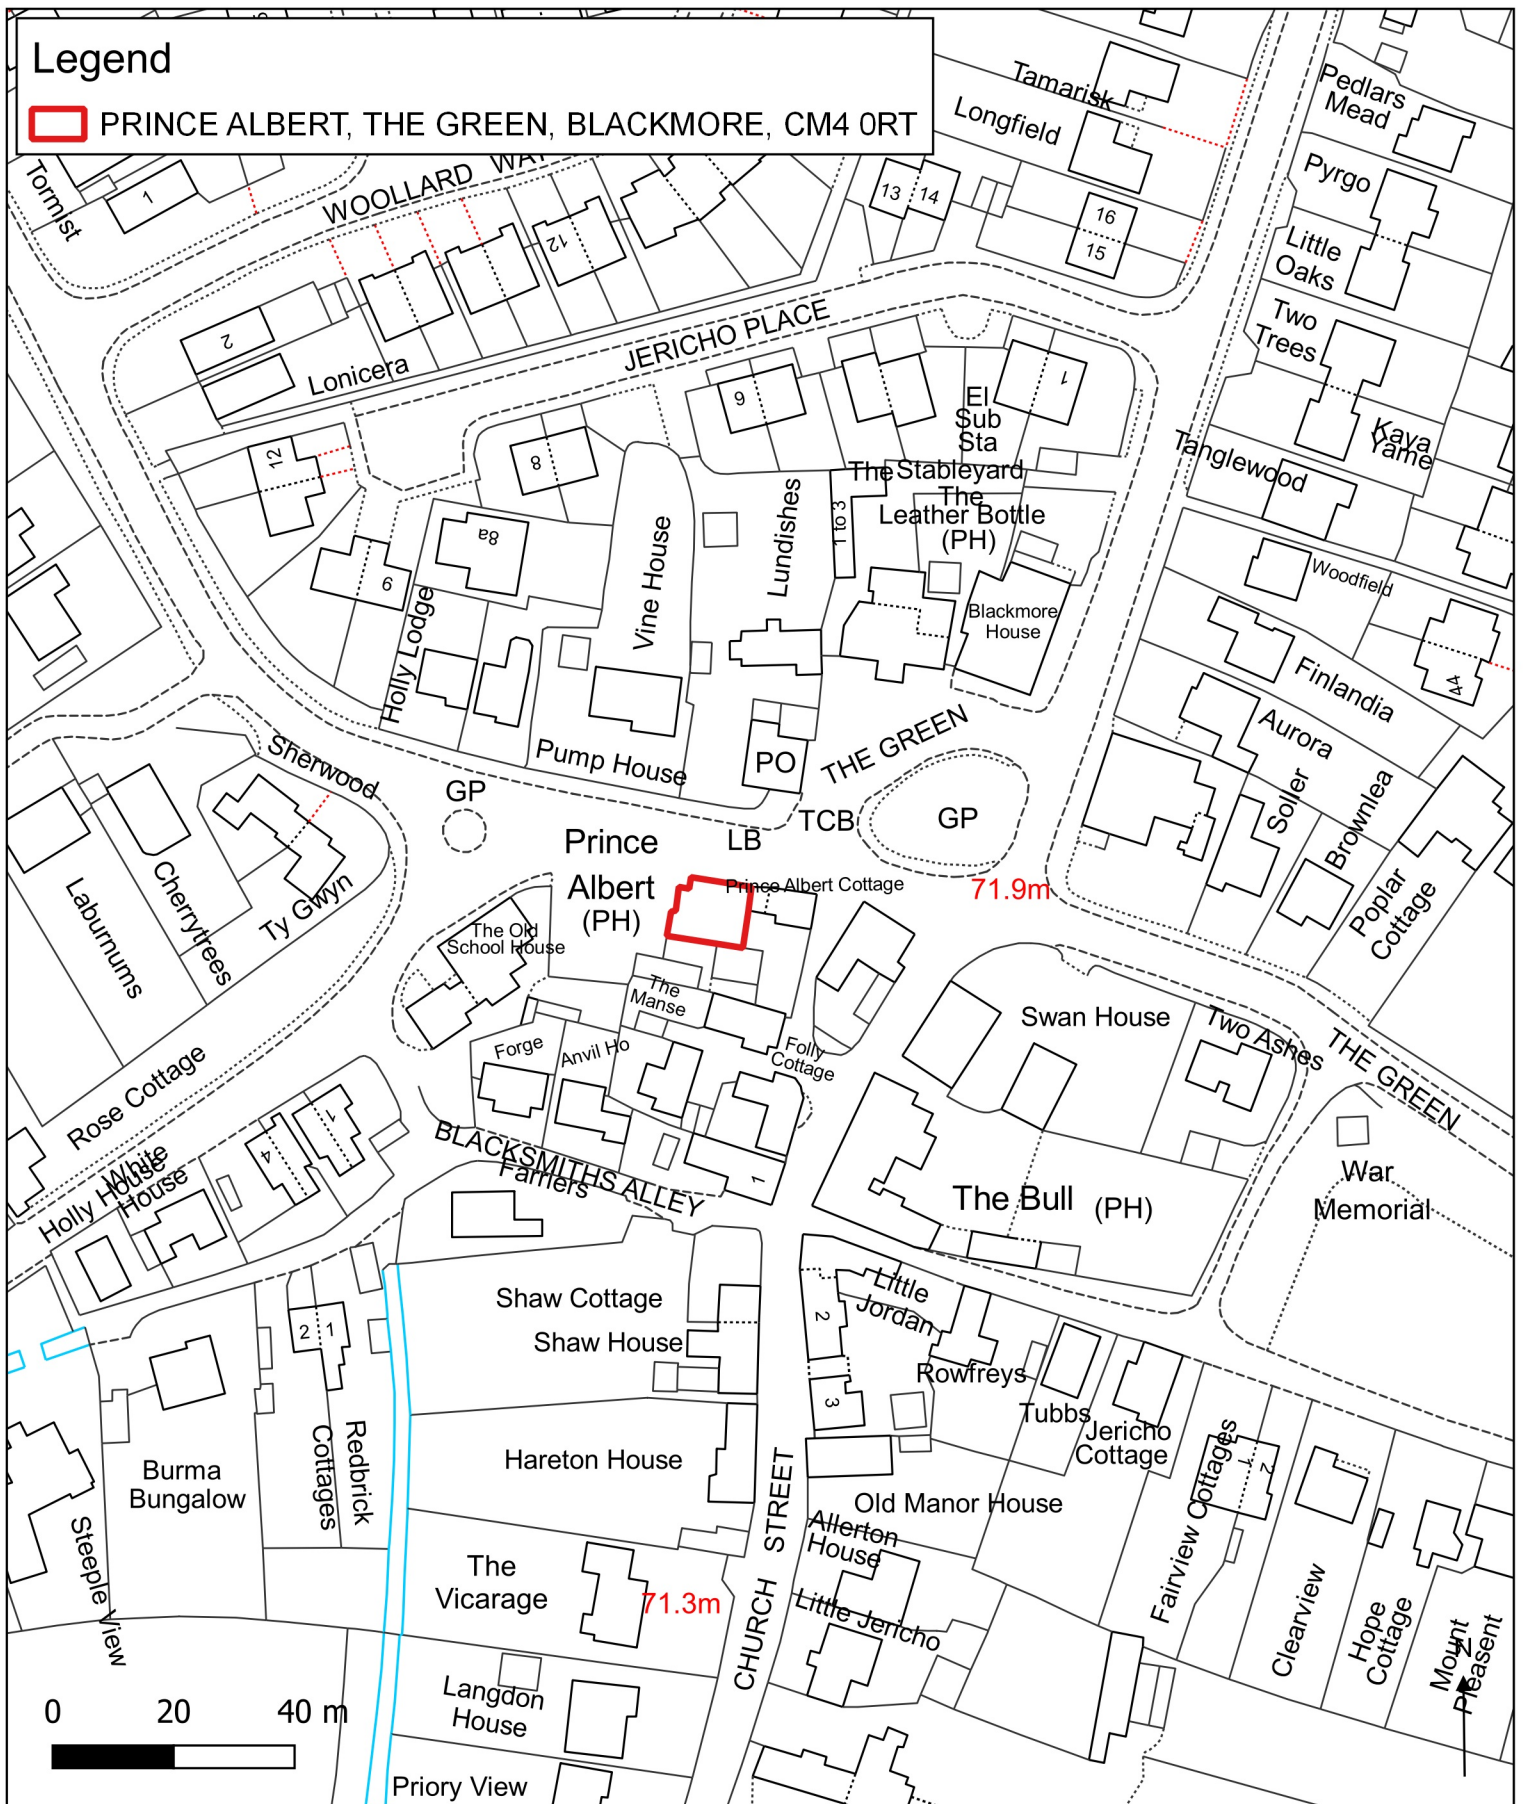 Legend
PRINCE ALBERT, THE GREEN, BLACKMORE, CM4 0RT
Tamarisk
Longfield
Pedlars
Mead
Pyrgo
Little
Oaks
Two
Trees
Kaya
Yame
Tanglewood
Woodfield
Tormist
1
WOOLLARD WAY
12
13
14
16
15
2
Lonicera
JERICHO PLACE
12
8
6
1
El
Sub
Sta
The Stableyard
The
Leather Bottle
(PH)
1 to 3
Lundishes
Vine House
8a
9
Holly Lodge
Blackmore
House
Finlandia
44
Aurora
Soller
Brownlea
Poplar
Cottage
Sherwood
Pump House
PO
THE GREEN
GP
TCB
GP
LB
Prince
Albert
(PH)
Prince Albert Cottage
71.9m
Laburnums
Cherrytrees
Ty Gwyn
The Old
School House
The
Manse
Forge
Anvil Ho
Folly
Cottage
Swan House
Two Ashes
THE GREEN
Rose Cottage
White
House
Holly House
4
1
BLACKSMITHS ALLEY
Farriers
1
The Bull (PH)
War
Memorial
Shaw Cottage
Shaw House
2
Little
Jordan
Rowfreys
3
Tubbs
Jericho
Cottage
2
1
Redbrick
Cottages
Burma
Bungalow
Steeple View
Hareton House
Old Manor House
CHURCH STREET
Allerton
House
Little Jericho
Fairview Cottages
1
2
Clearview
Hope
Cottage
Mount
Pleasent
N
The
Vicarage
71.3m
Langdon
House
Priory View
0 20 40 m